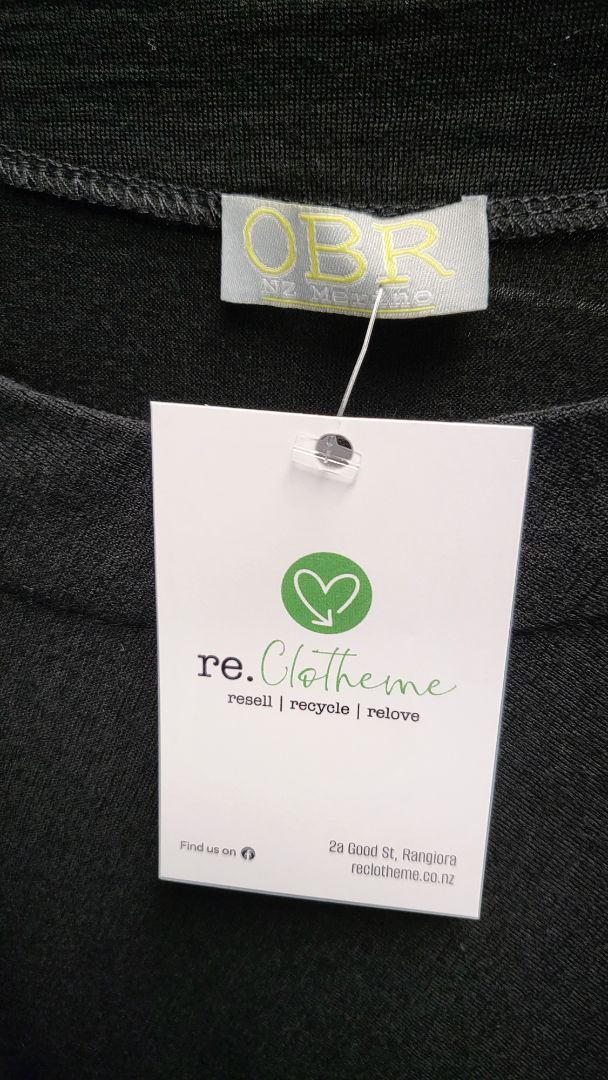 OBR
NZ Merino
re.Clotheme
resell | recycle | relove
Find us on
2a Good St, Rangiora
reclotheme.co.nz